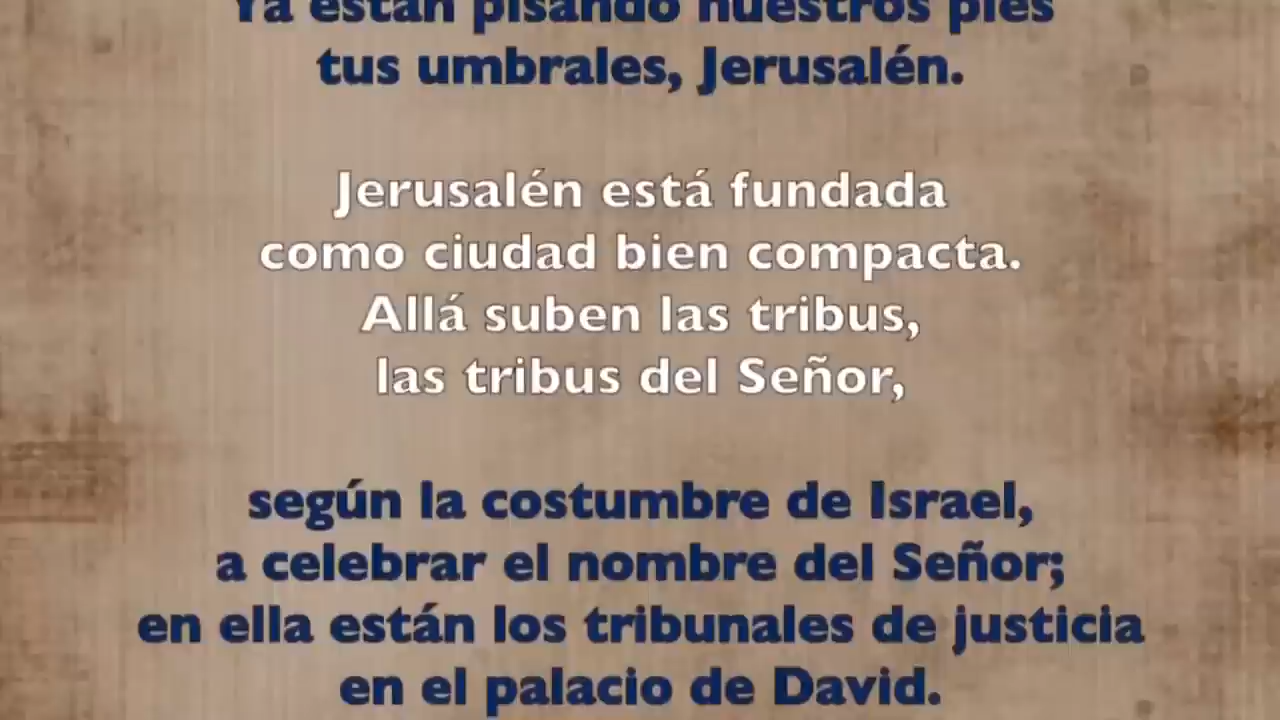 Ya están pisando nuestros pies
tus umbrales, Jerusalén.
Jerusalén está fundada
como ciudad bien compacta.
Allá suben las tribus,
las tribus del Señor,
según la costumbre de Israel,
a celebrar el nombre del Señor;
en ella están los tribunales de justicia
en el palacio de David.